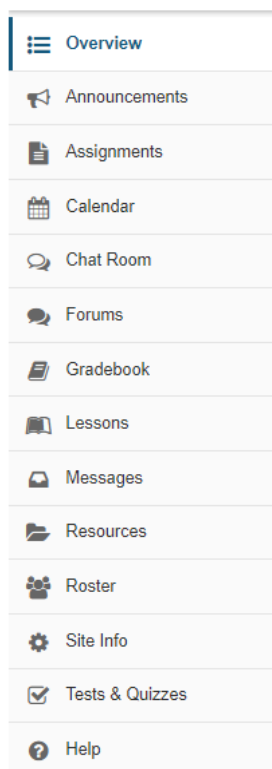 Overview
Announcements
Assignments
Calendar
Chat Room
Forums
Gradebook
Lessons
Messages
Resources
Roster
Site Info
Tests & Quizzes
Help